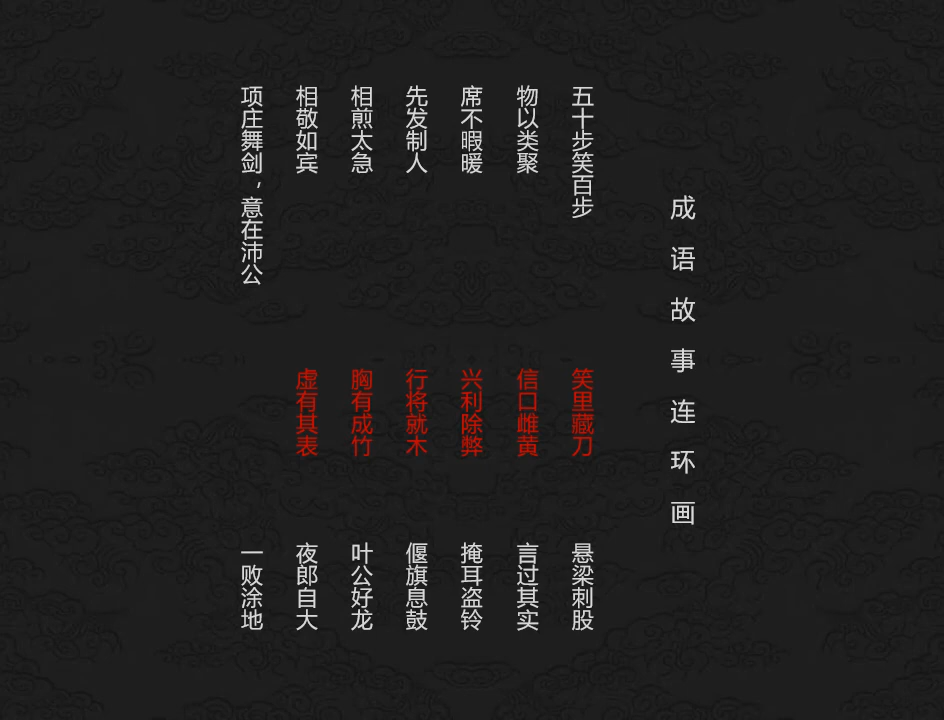 成语故事连环画
五十步笑百步
物以类聚
席不暇暖
先发制人
相煎太急
相敬如宾
项庄舞剑，意在沛公
笑里藏刀
信口雌黄
兴利除弊
行将就木
胸有成竹
虚有其表
悬梁刺股
言过其实
掩耳盗铃
偃旗息鼓
叶公好龙
夜郎自大
一败涂地